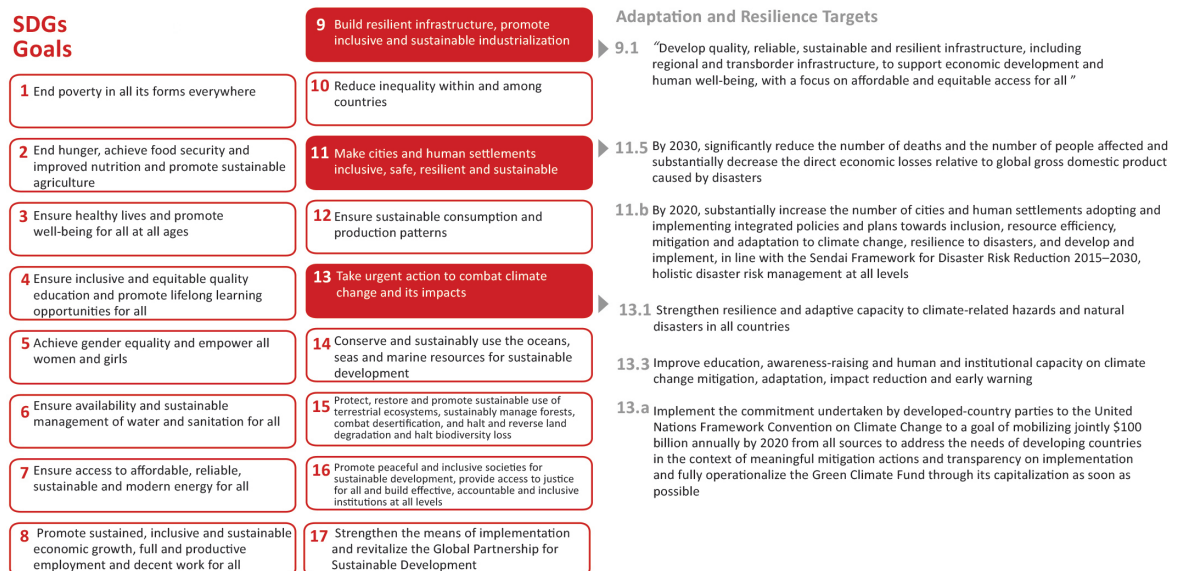 SDGs
Goals
1 End poverty in all its forms everywhere
2 End hunger, achieve food security and
improved nutrition and promote sustainable
agriculture
3 Ensure healthy lives and promote
well-being for all at all ages
4 Ensure inclusive and equitable quality
education and promote lifelong learning
opportunities for all
5 Achieve gender equality and empower all
women and girls
6 Ensure availability and sustainable
management of water and sanitation for all
7 Ensure access to affordable, reliable,
sustainable and modern energy for all
8 Promote sustained, inclusive and sustainable
economic growth, full and productive
employment and decent work for all
9 Build resilient infrastructure, promote
inclusive and sustainable industrialization
10 Reduce inequality within and among
countries
11 Make cities and human settlements
inclusive, safe, resilient and sustainable
12 Ensure sustainable consumption and
production patterns
13 Take urgent action to combat climate
change and its impacts
14 Conserve and sustainably use the oceans,
seas and marine resources for sustainable
development
15 Protect, restore and promote sustainable use of
terrestrial ecosystems, sustainably manage forests,
combat desertification, and halt and reverse land
degradation and halt biodiversity loss
16 Promote peaceful and inclusive societies for
sustainable development, provide access to justice
for all and build effective, accountable and inclusive
institutions at all levels
17 Strengthen the means of implementation
and revitalize the Global Partnership for
Sustainable Development
Adaptation and Resilience Targets
9.1 “Develop quality, reliable, sustainable and resilient infrastructure, including
regional and transborder infrastructure, to support economic development and
human well-being, with a focus on affordable and equitable access for all ”
11.5 By 2030, significantly reduce the number of deaths and the number of people affected and
substantially decrease the direct economic losses relative to global gross domestic product
caused by disasters
11.b By 2020, substantially increase the number of cities and human settlements adopting and
implementing integrated policies and plans towards inclusion, resource efficiency,
mitigation and adaptation to climate change, resilience to disasters, and develop and
implement, in line with the Sendai Framework for Disaster Risk Reduction 2015–2030,
holistic disaster risk management at all levels
13.1 Strengthen resilience and adaptive capacity to climate-related hazards and natural
disasters in all countries
13.3 Improve education, awareness-raising and human and institutional capacity on climate
change mitigation, adaptation, impact reduction and early warning
13.a Implement the commitment undertaken by developed-country parties to the United
Nations Framework Convention on Climate Change to a goal of mobilizing jointly $100
billion annually by 2020 from all sources to address the needs of developing countries
in the context of meaningful mitigation actions and transparency on implementation
and fully operationalize the Green Climate Fund through its capitalization as soon as
possible